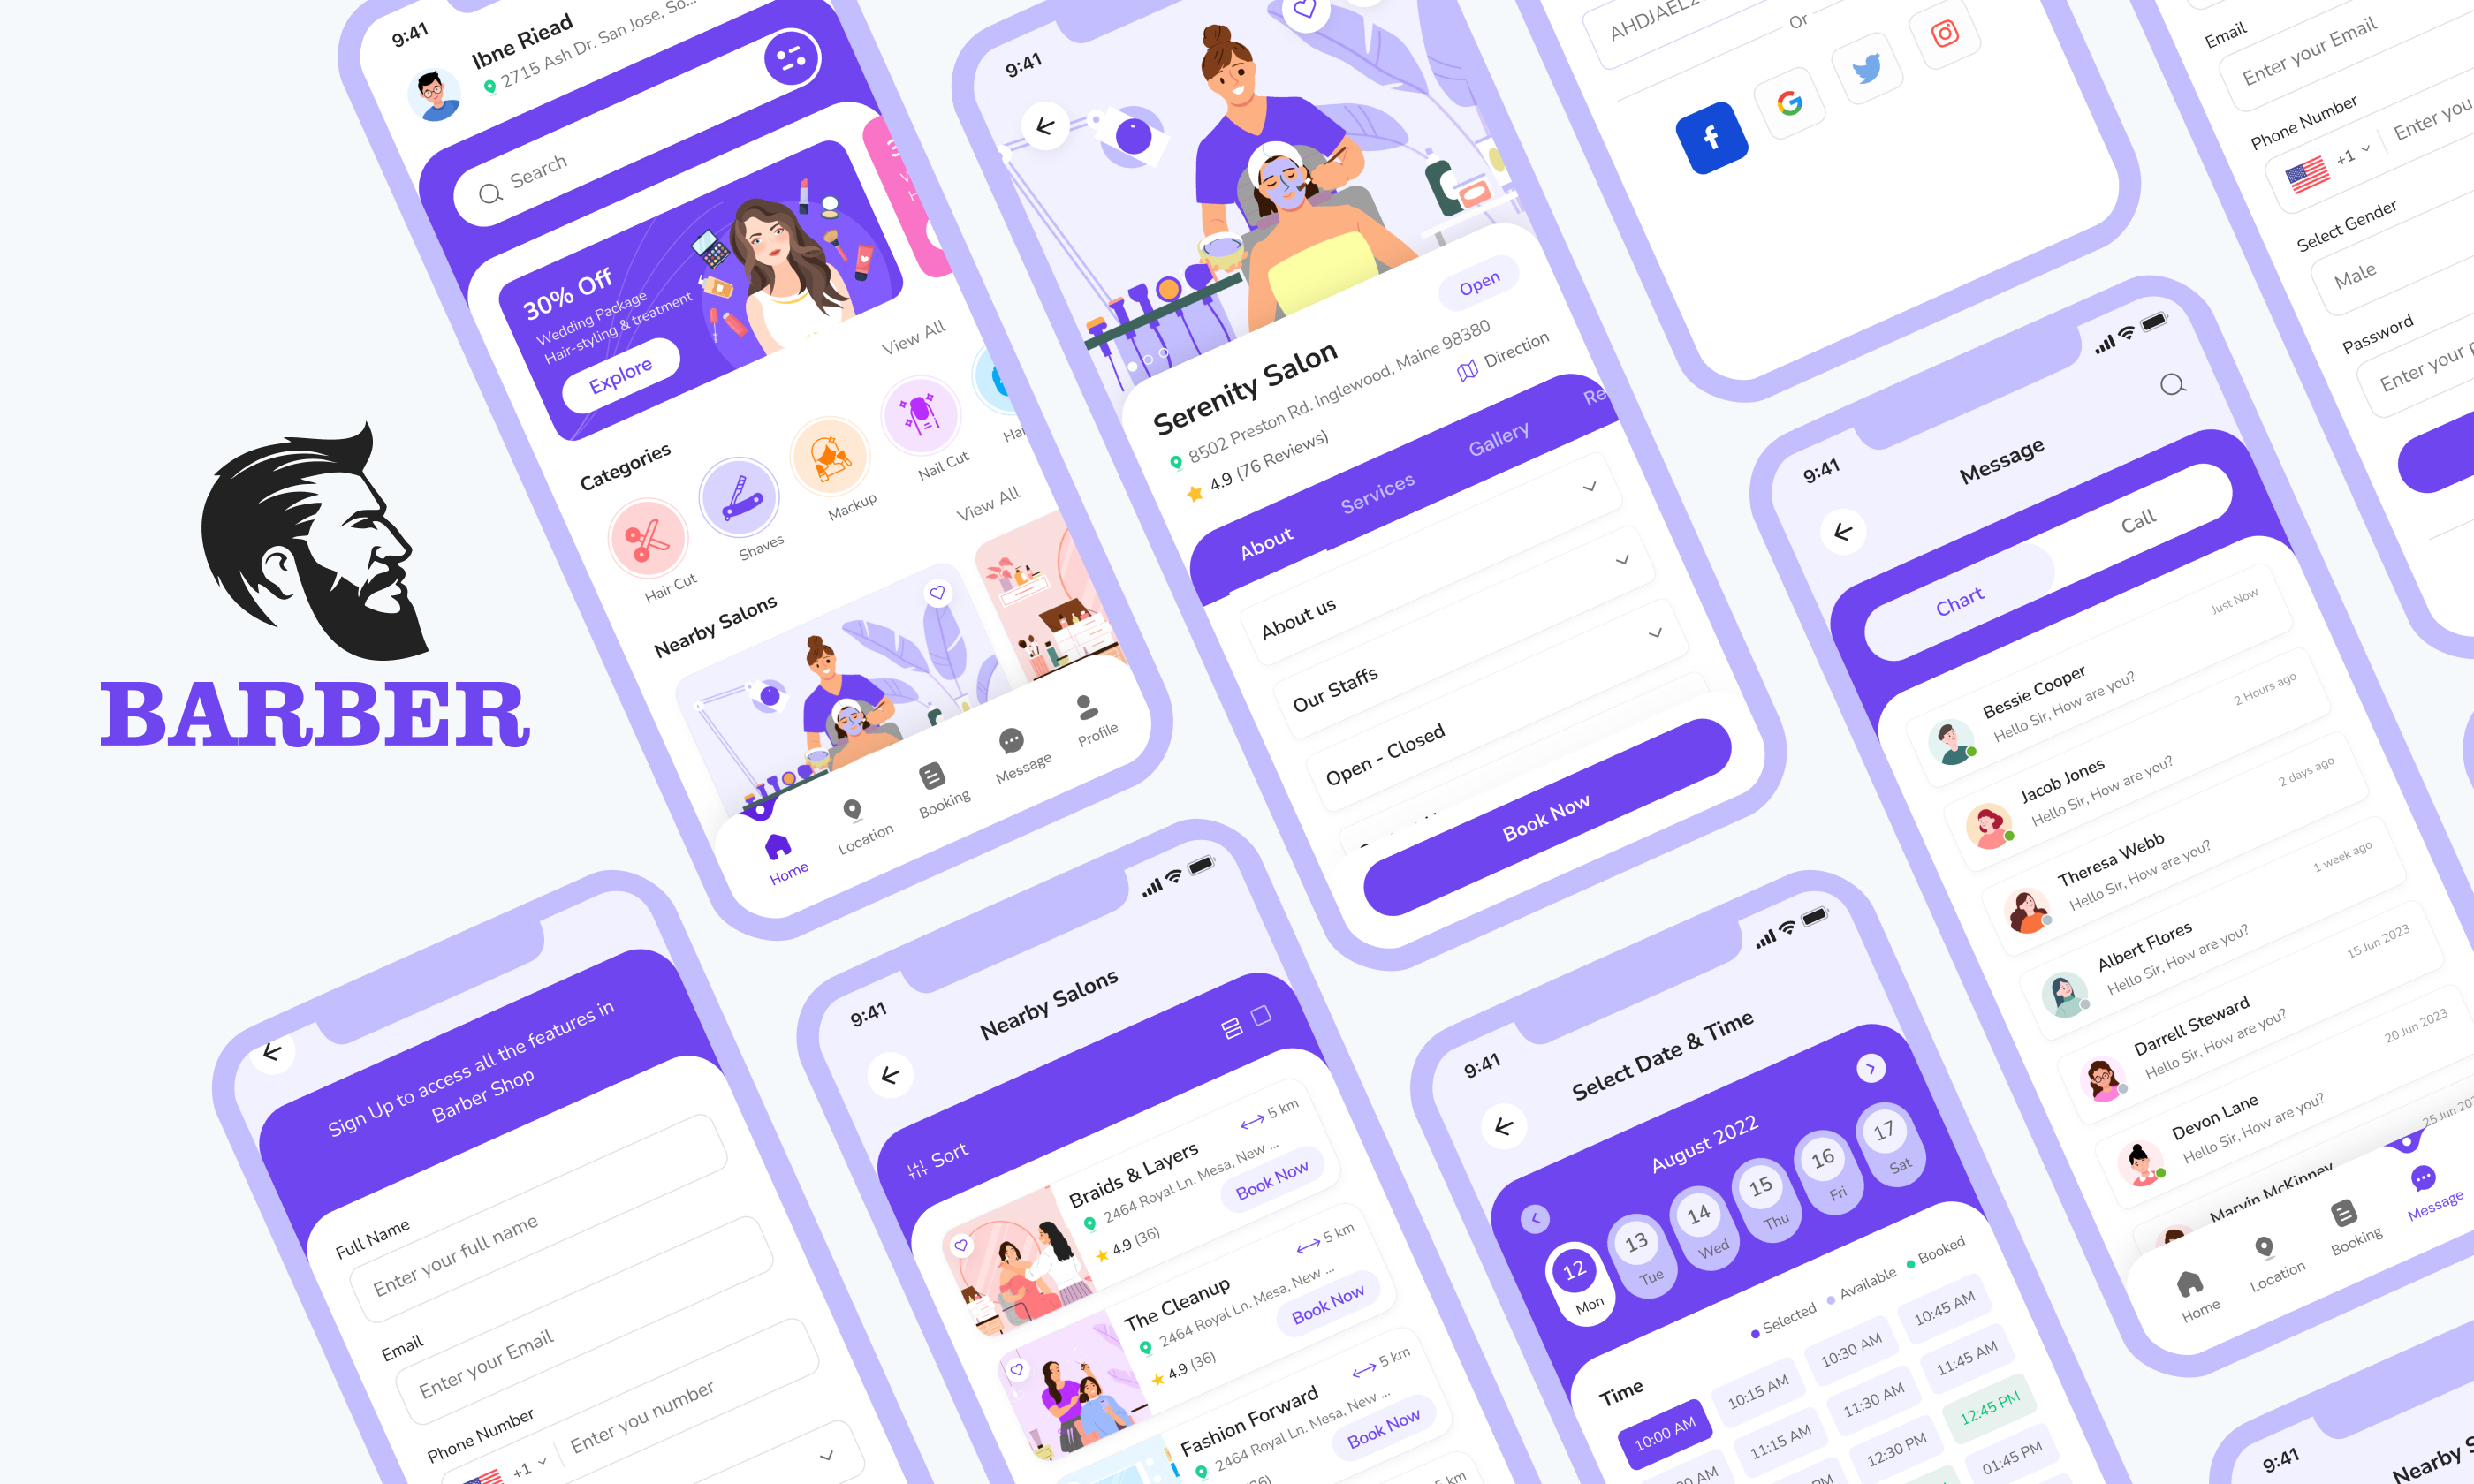 BARBER
9:41
Ibne Riead
2715 Ash Dr. San Jose, So...
Search
30% Off
Wedding Package
Hair-styling & treatment
Explore
View All
Categories
Hair Cut
Shaves
Mackup
Nail Cut
View All
Nearby Salons
Home
Location
Booking
Message
Profile
9:41
Open
Serenity Salon
8502 Preston Rd. Inglewood, Maine 98380
4.9 (76 Reviews)
Direction
About
Services
Gallery
About us
Our Staffs
Open - Closed
Book Now
Or
Email
Enter your Email
Phone Number
+1
Enter you
Select Gender
Male
Password
Enter your
9:41
Message
Chart
Call
Bessie Cooper
Hello Sir, How are you?
Just Now
Jacob Jones
Hello Sir, How are you?
2 Hours ago
Theresa Webb
Hello Sir, How are you?
2 days ago
Albert Flores
Hello Sir, How are you?
1 week ago
Darrell Steward
Hello Sir, How are you?
15 Jun 2023
Devon Lane
Hello Sir, How are you?
20 Jun 2023
Marvin McKinney
25 Jun
Home
Location
Booking
Message
Sign Up to access all the features in
Barber Shop
Full Name
Enter your full name
Email
Enter your Email
Phone Number
+1
Enter you number
9:41
Nearby Salons
Sort
Braids & Layers
5 km
2464 Royal Ln. Mesa, New ...
4.9 (36)
Book Now
The Cleanup
5 km
2464 Royal Ln. Mesa, New ...
4.9 (36)
Book Now
Fashion Forward
5 km
2464 Royal Ln. Mesa, New ...
Book Now
9:41
Select Date & Time
August 2022
12 Mon
13 Tue
14 Wed
15 Thu
16 Fri
17 Sat
Selected
Available
Booked
Time
10:00 AM
10:15 AM
10:30 AM
10:45 AM
11:15 AM
11:30 AM
11:45 AM
12:30 PM
12:45 PM
01:45 PM
9:41
Nearby